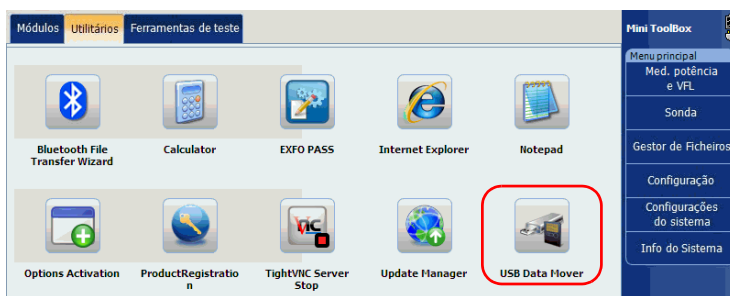 Módulos Utilitários Ferramentas de teste
Mini ToolBox
Menu principal
Med. potência
e VFL
Sonda
Gestor de Ficheiros
Configuração
Configurações
do sistema
Info do Sistema
Bluetooth File
Transfer Wizard
Calculator
EXFO PASS
Internet Explorer
Notepad
Options Activation
ProductRegistratio
n
TightVNC Server
Stop
Update Manager
USB Data Mover